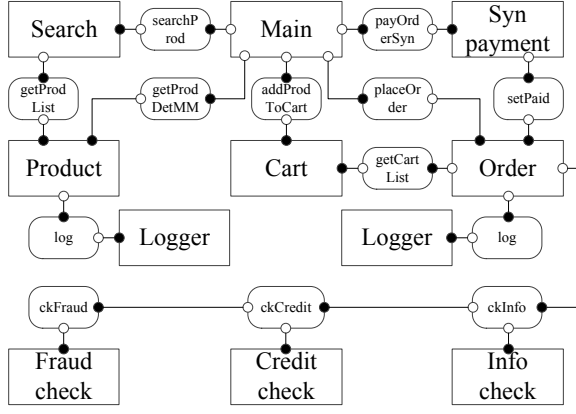 Search
searchP
rod
Main
payOrd
erSyn
Syn
payment
getProd
List
getProd
DetMM
addProd
ToCart
placeOr
der
setPaid
Product
Cart
getCart
List
Order
log
Logger
Logger
log
ckFraud
ckCredit
ckInfo
Fraud
check
Credit
check
Info
check